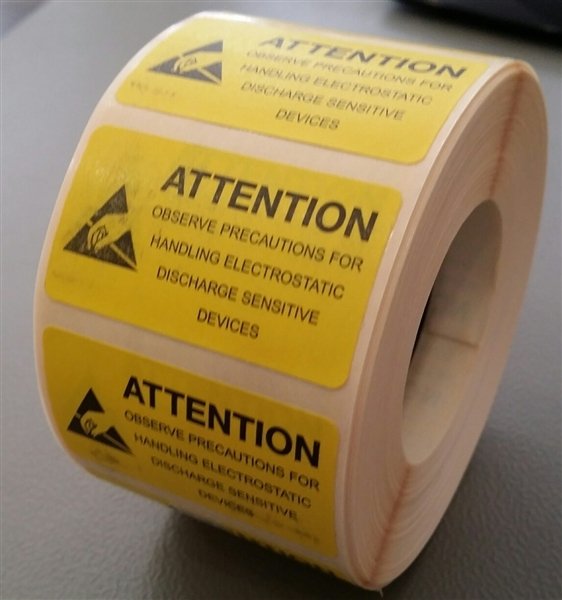 ATTENTION
OBSERVE PRECAUTIONS FOR
HANDLING ELECTROSTATIC
DISCHARGE SENSITIVE
DEVICES
ATTENTION
OBSERVE PRECAUTIONS FOR
HANDLING ELECTROSTATIC
DISCHARGE SENSITIVE
DEVICES
ATTENTION
OBSERVE PRECAUTIONS FOR
HANDLING ELECTROSTATIC
DISCHARGE SENSITIVE
DEVICES